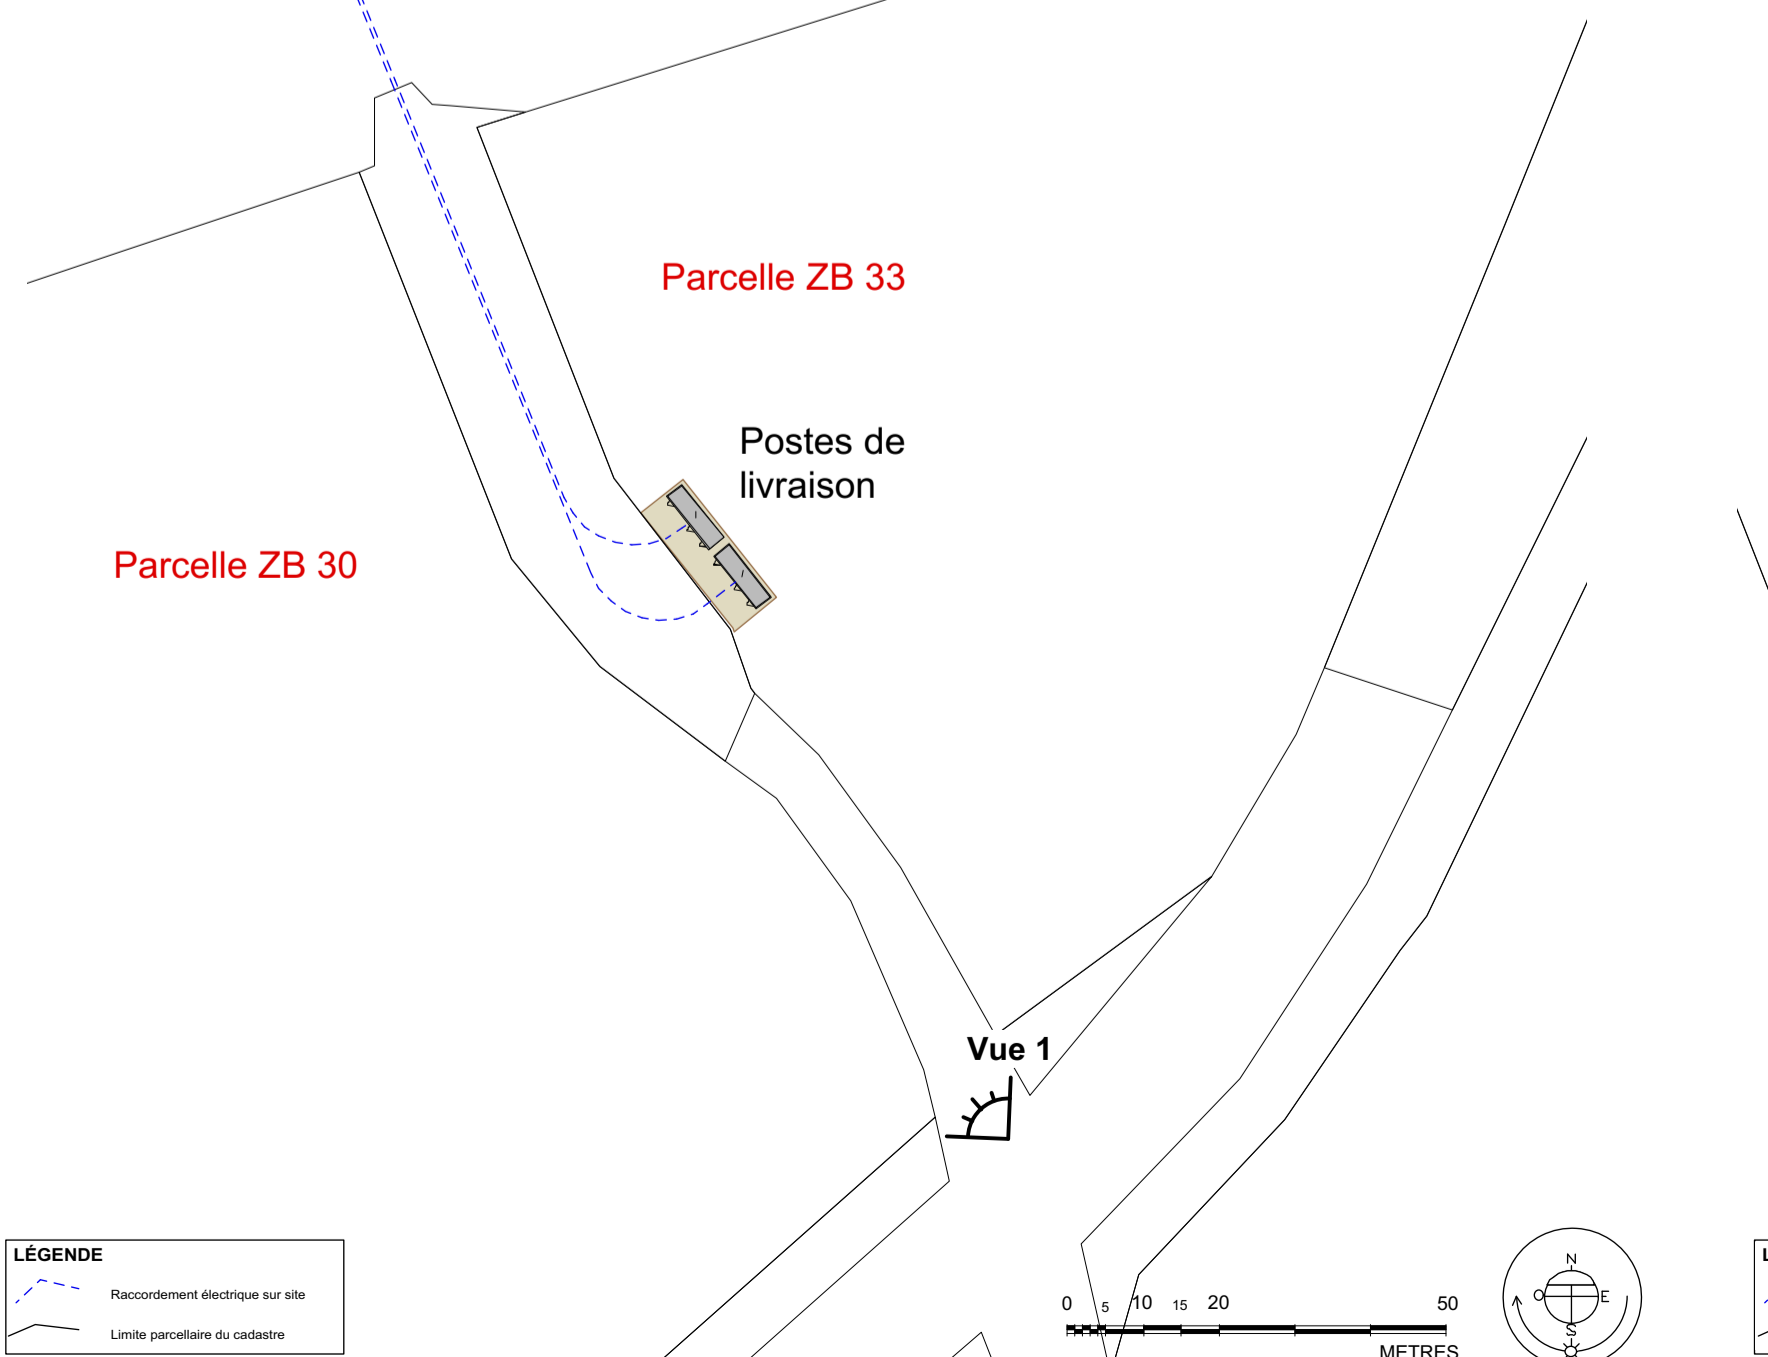 Parcelle ZB 33
Postes de
livraison
Parcelle ZB 30
Vue 1
LÉGENDE
Raccordement électrique sur site
Limite parcellaire du cadastre
0 5 10 15 20 50
METRES
N
O E
S
L